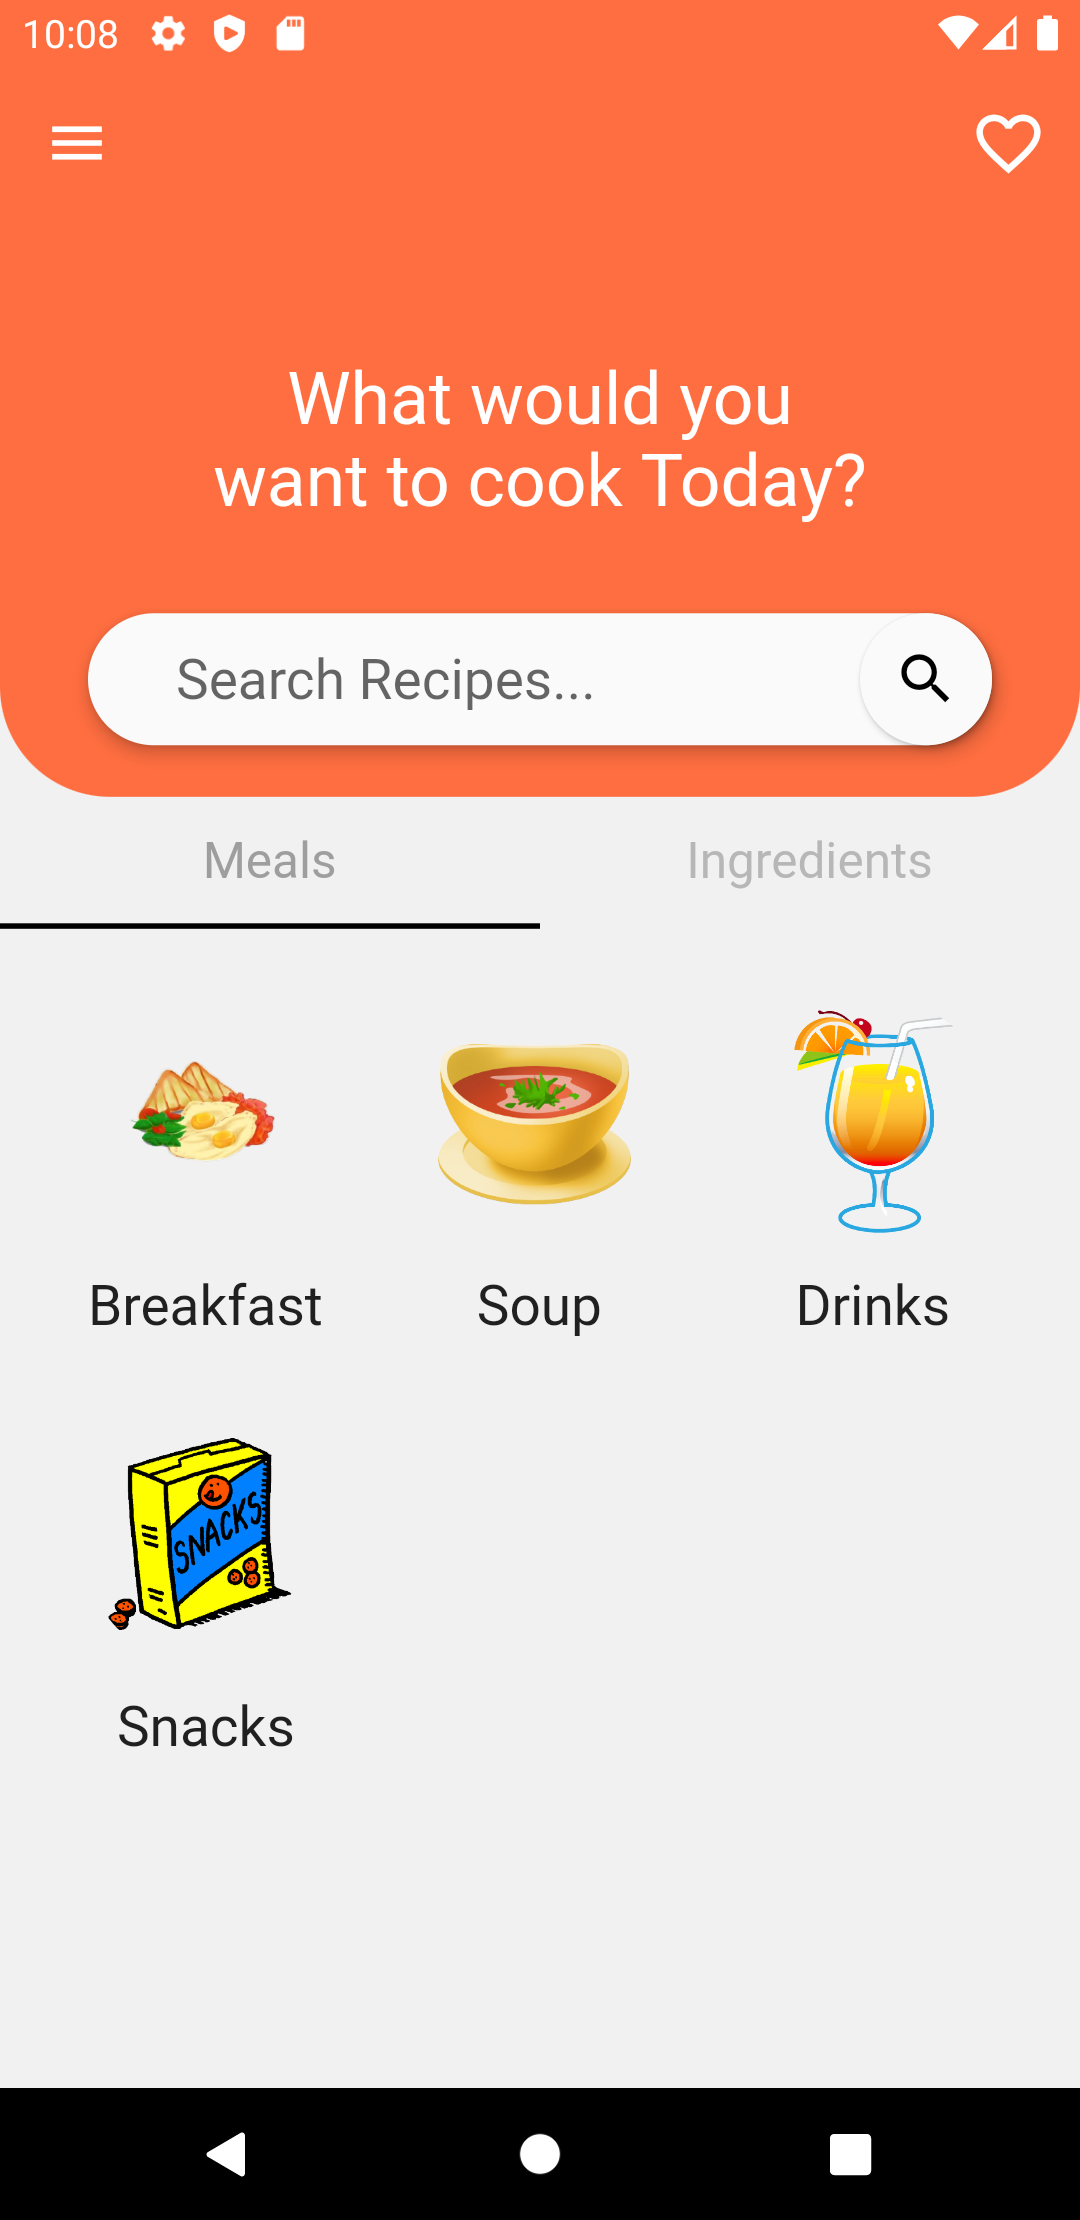 10:08
What would you
want to cook Today?
Search Recipes...
Meals Ingredients
Breakfast Soup Drinks
SNACKS
Snacks